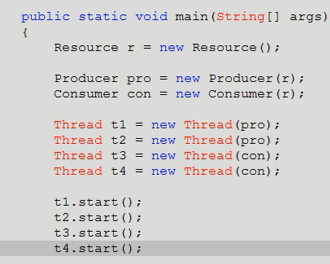 public static void main(String[] args)
{
Resource r = new Resource();
Producer pro = new Producer(r);
Consumer con = new Consumer(r);
Thread t1 = new Thread(pro);
Thread t2 = new Thread(pro);
Thread t3 = new Thread(con);
Thread t4 = new Thread(con);
t1.start();
t2.start();
t3.start();
t4.start();